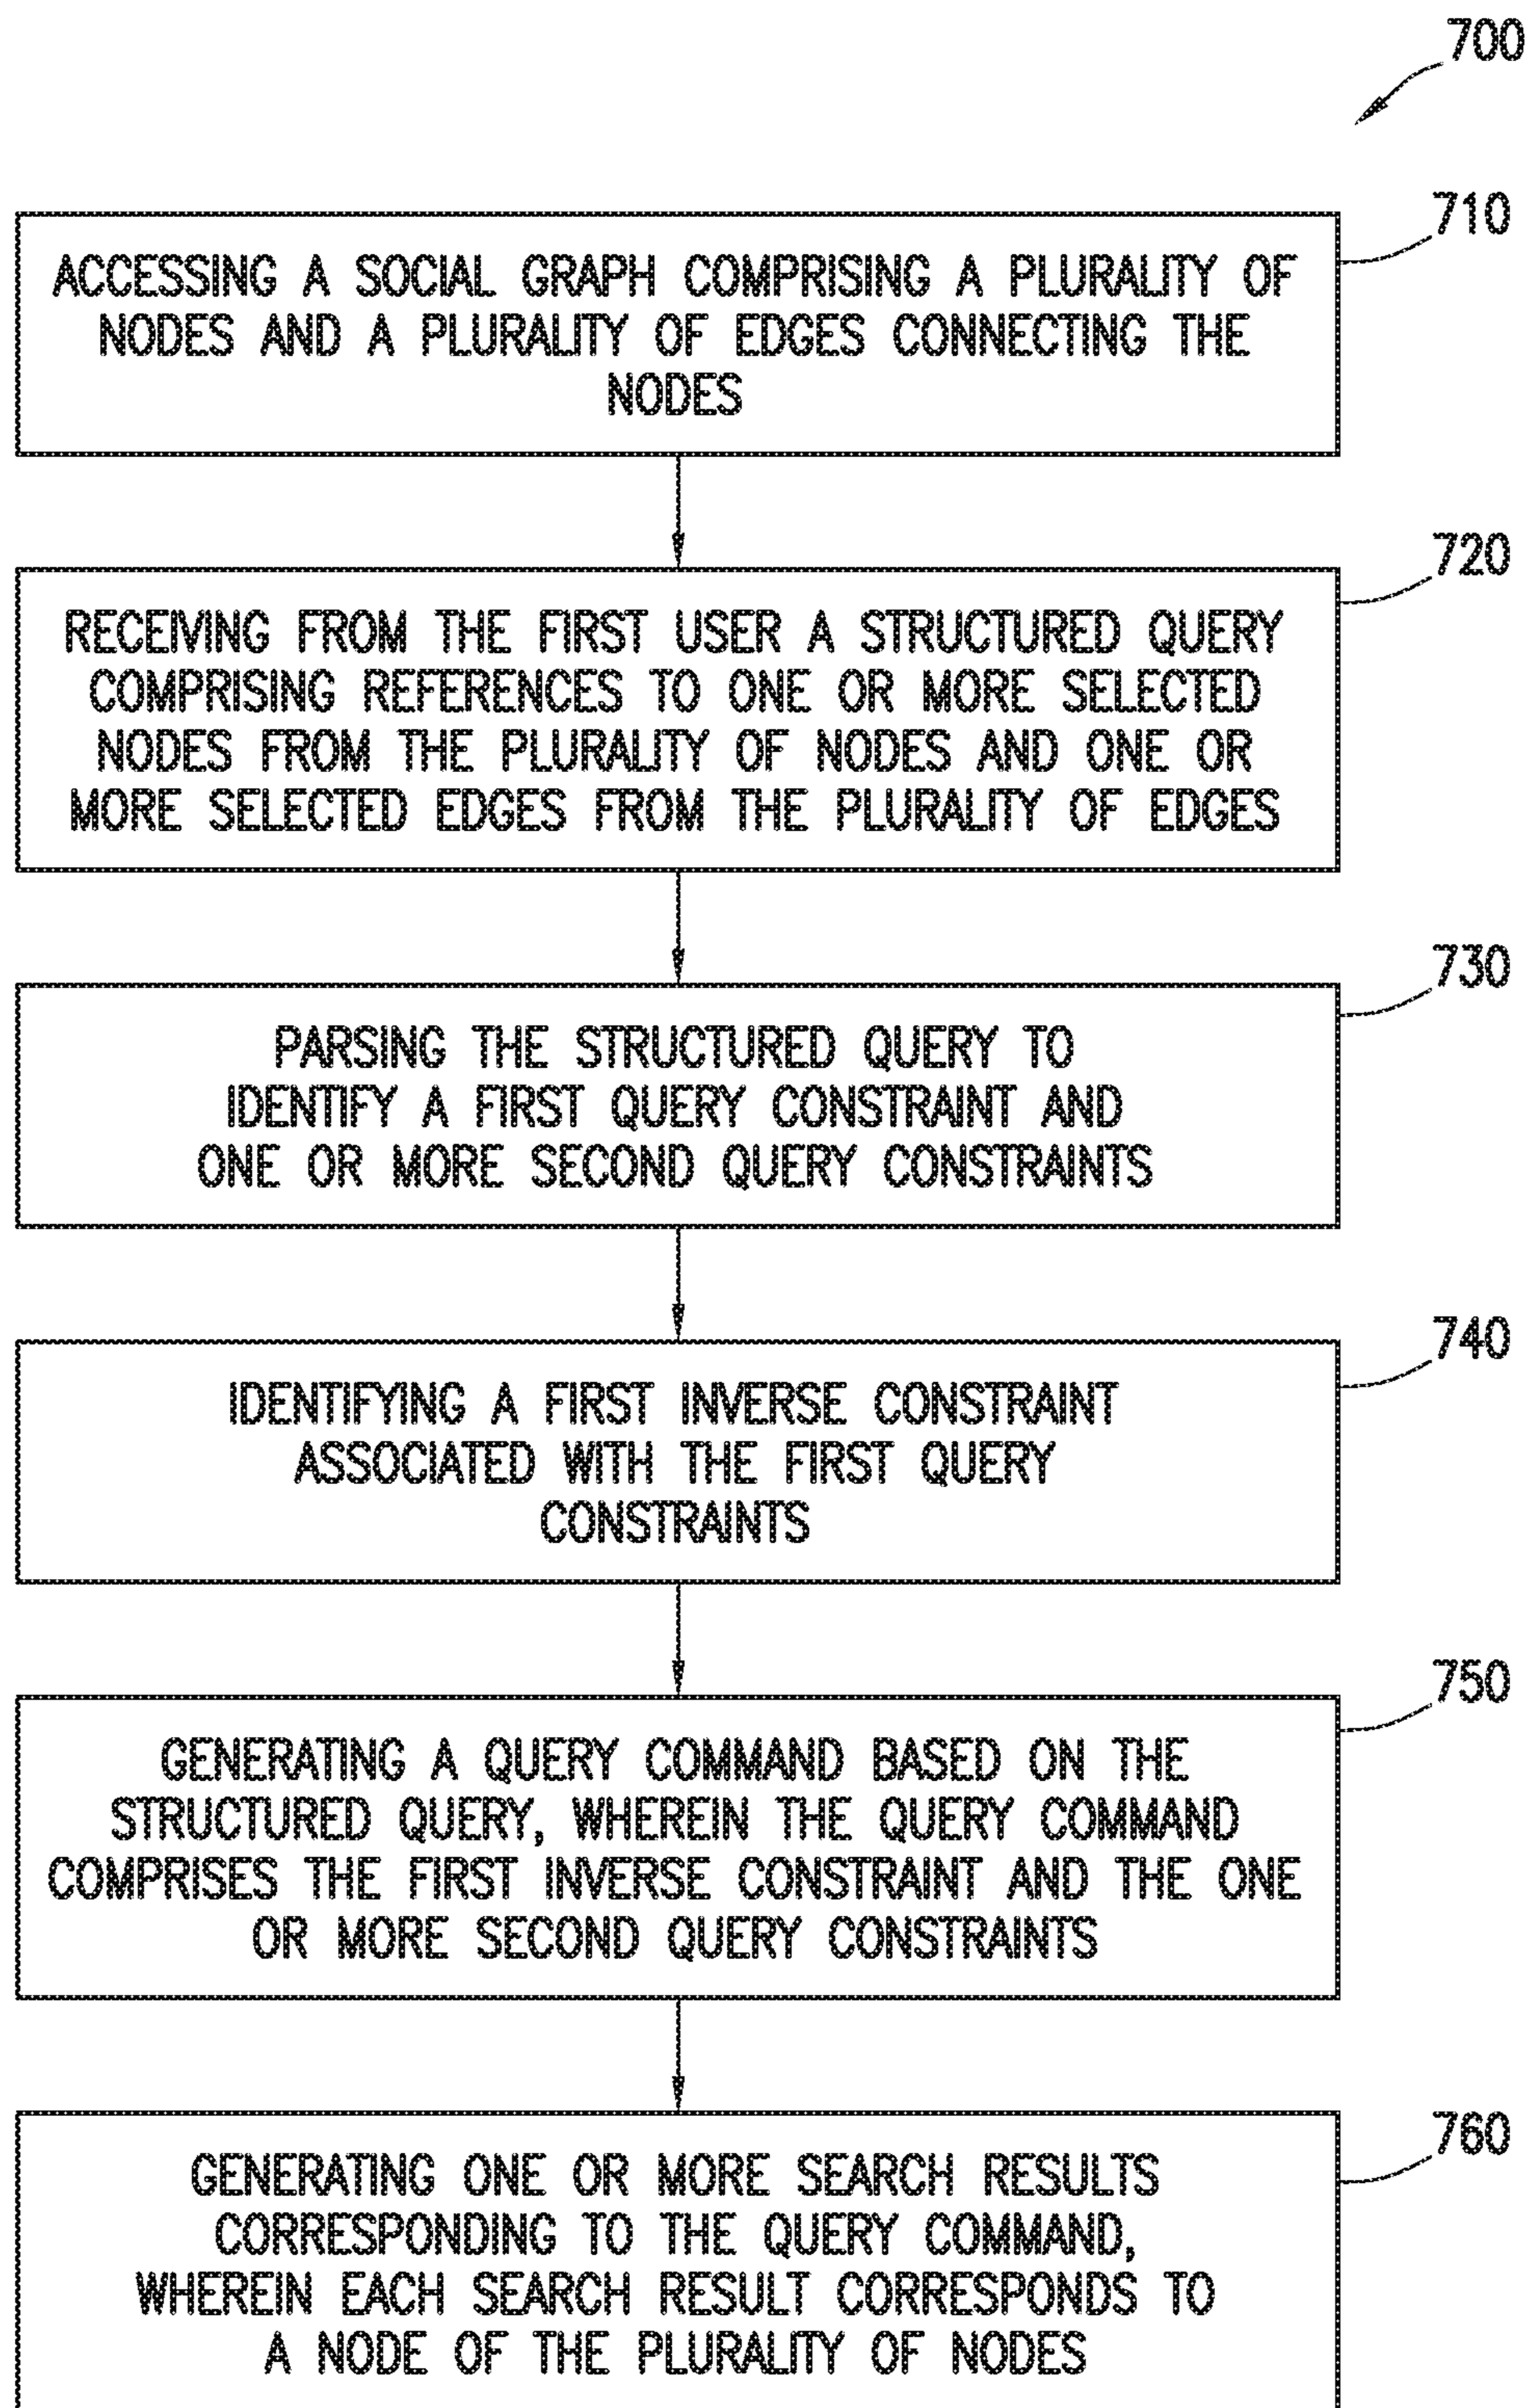 700
710
ACCESSING A SOCIAL GRAPH COMPRISING A PLURALITY OF
NODES AND A PLURALITY OF EDGES CONNECTING THE
NODES
720
RECEIVING FROM THE FIRST USER A STRUCTURED QUERY
COMPRISING REFERENCES TO ONE OR MORE SELECTED
NODES FROM THE PLURALITY OF NODES AND ONE OR
MORE SELECTED EDGES FROM THE PLURALITY OF EDGES
730
PARSING THE STRUCTURED QUERY TO
IDENTIFY A FIRST QUERY CONSTRAINT AND
ONE OR MORE SECOND QUERY CONSTRAINTS
740
IDENTIFYING A FIRST INVERSE CONSTRAINT
ASSOCIATED WITH THE FIRST QUERY
CONSTRAINTS
750
GENERATING A QUERY COMMAND BASED ON THE
STRUCTURED QUERY, WHEREIN THE QUERY COMMAND
COMPRISES THE FIRST INVERSE CONSTRAINT AND THE ONE
OR MORE SECOND QUERY CONSTRAINTS
760
GENERATING ONE OR MORE SEARCH RESULTS
CORRESPONDING TO THE QUERY COMMAND,
WHEREIN EACH SEARCH RESULT CORRESPONDS TO
A NODE OF THE PLURALITY OF NODES